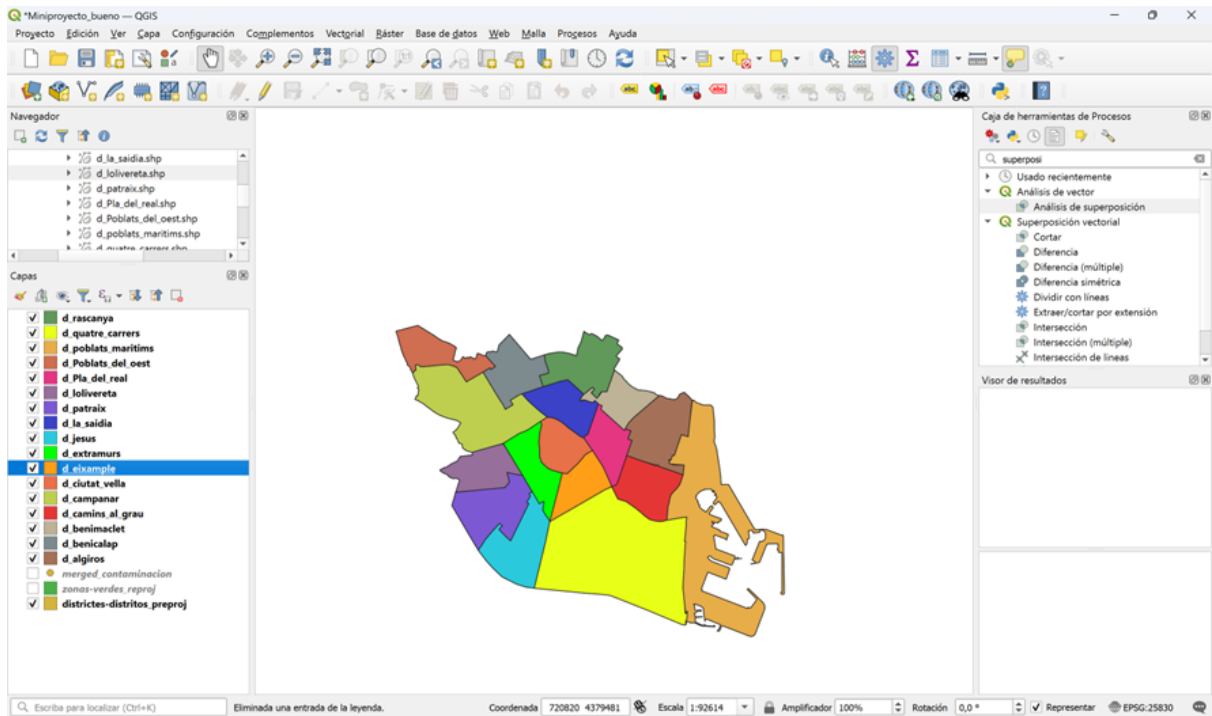 *Miniproyecto_bueno — QGIS
Proyecto Edición Ver Capa Configuración Complementos Vectorial Ráster Base de datos Web Malla Procesos Ayuda
Navegador
d_la_saidia.shp
d_lolivereta.shp
d_patraix.shp
d_Pla_del_real.shp
d_Poblats_del_oest.shp
d_poblats_maritims.shp
d_quatre_carrers.shp
Capas
d_rascanya
d_quatre_carrers
d_poblats_maritims
d_Poblats_del_oest
d_Pla_del_real
d_lolivereta
d_patraix
d_la_saidia
d_jesus
d_extramurs
d_eixample
d_ciutat_vella
d_campanar
d_camins_al_grau
d_benimaclet
d_benicalap
d_algiros
merged_contaminacion
zonas-verdes_reproj
districtes-distritos_preproj
Caja de herramientas de Procesos
superposi
Usado recientemente
Análisis de vector
Análisis de superposición
Superposición vectorial
Cortar
Diferencia
Diferencia (múltiple)
Diferencia simétrica
Dividir con líneas
Extraer/cortar por extensión
Intersección
Intersección (múltiple)
Intersección de líneas
Visor de resultados
Escriba para localizar (Ctrl+K)
Eliminada una entrada de la leyenda.
Coordenada 720820 4379481
Escala 1:92614
Amplificador 100%
Rotación 0,0 °
Representar
EPSG:25830